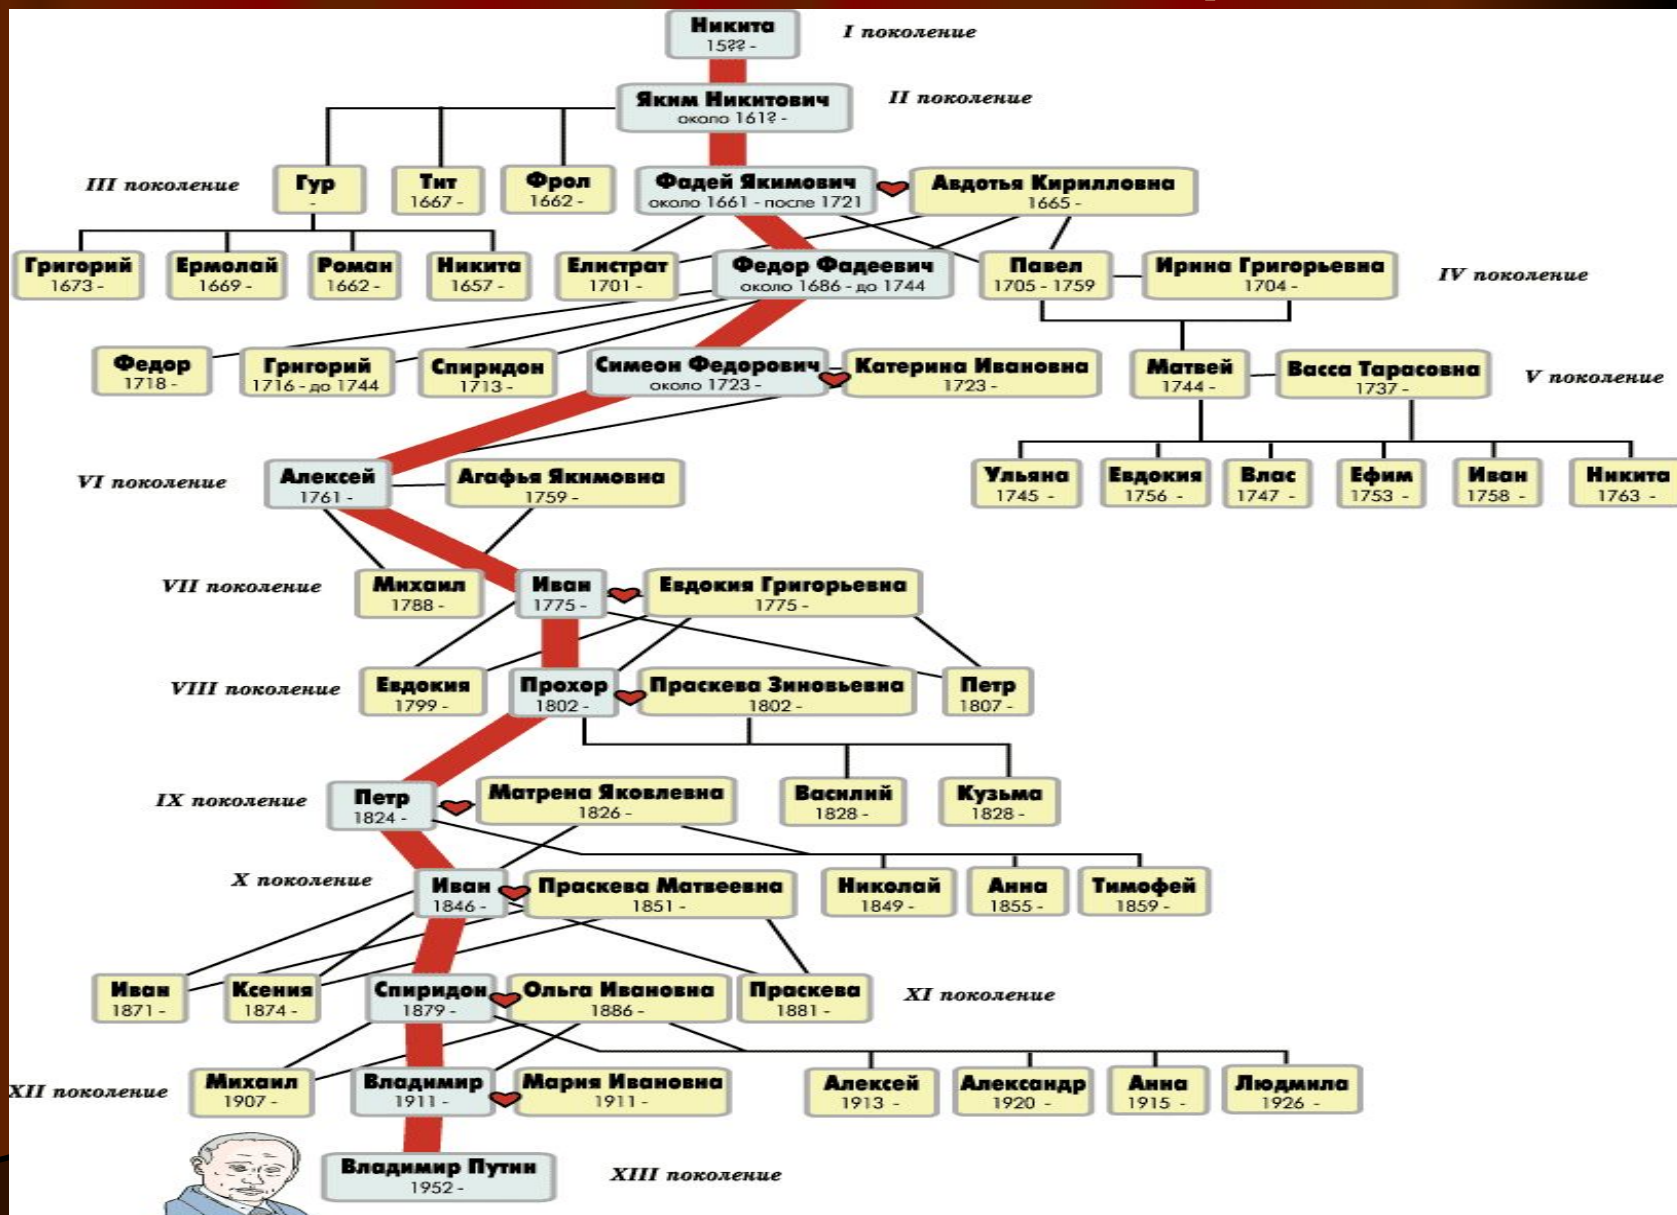 Никита
15?? -
I поколение
Яким Никитович
около 161? -
II поколение
III поколение
Гур
-
Тит
1667 -
Фрол
1662 -
Фадей Якимович
около 1661 - после 1721
Авдотья Кирилловна
1665 -
Григорий
1673 -
Ермолай
1669 -
Роман
1662 -
Никита
1657 -
Елистрат
1701 -
Федор Фадеевич
около 1686 - до 1744
Павел
1705 - 1759
Ирина Григорьевна
1704 -
IV поколение
Федор
1718 -
Григорий
1716 - до 1744
Спиридон
1713 -
Симеон Федорович
около 1723 -
Катерина Ивановна
1723 -
Матвей
1744 -
Васса Тарасовна
1737 -
V поколение
VI поколение
Алексей
1761 -
Агафья Якимовна
1759 -
Ульяна
1745 -
Евдокия
1756 -
Влас
1747 -
Ефим
1753 -
Иван
1758 -
Никита
1763 -
VII поколение
Михаил
1788 -
Иван
1775 -
Евдокия Григорьевна
1775 -
VIII поколение
Евдокия
1799 -
Прохор
1802 -
Праскева Зиновьевна
1802 -
Петр
1807 -
IX поколение
Петр
1824 -
Матрена Яковлевна
1826 -
Василий
1828 -
Кузьма
1828 -
X поколение
Иван
1846 -
Праскева Матвеевна
1851 -
Николай
1849 -
Анна
1855 -
Тимофей
1859 -
Иван
1871 -
Ксения
1874 -
Спиридон
1879 -
Ольга Ивановна
1886 -
Праскева
1881 -
XI поколение
XII поколение
Михаил
1907 -
Владимир
1911 -
Мария Ивановна
1911 -
Алексей
1913 -
Александр
1920 -
Анна
1915 -
Людмила
1926 -
Владимир Путин
1952 -
XIII поколение